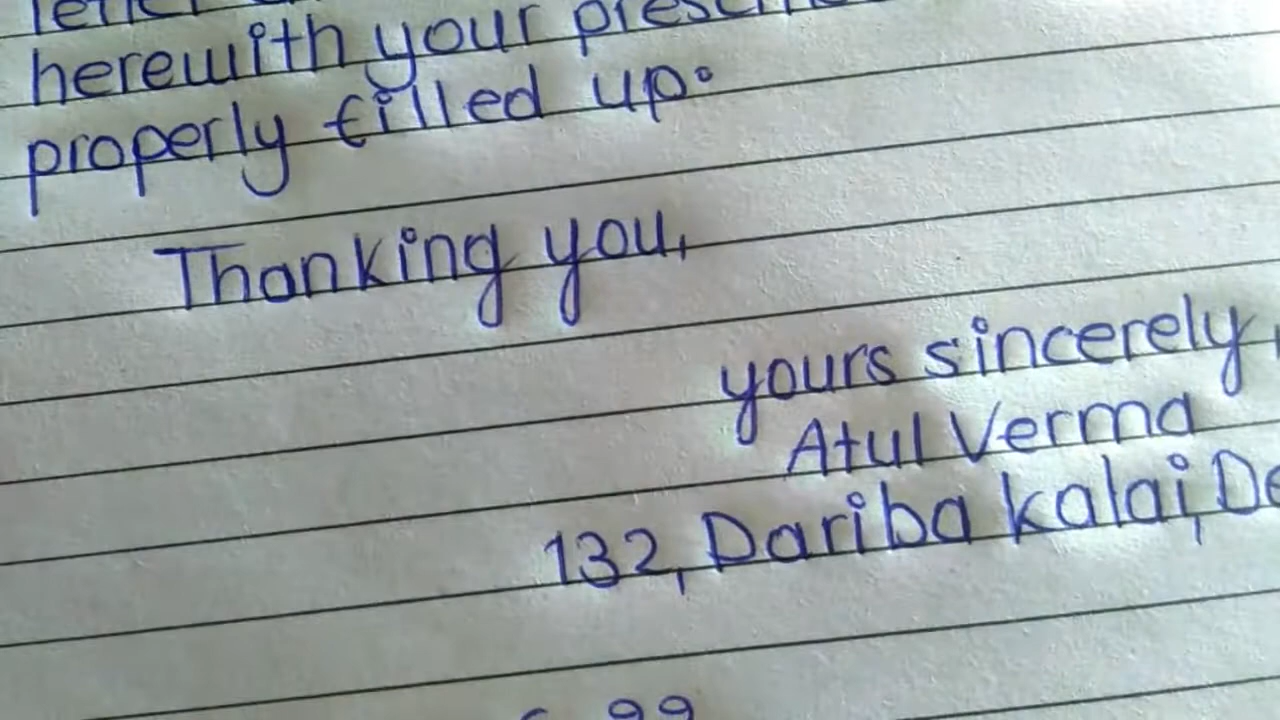 herewith your
properly filled up.
Thanking you,
yours sincerely,
Atul Verma
132, Dariba kalai,